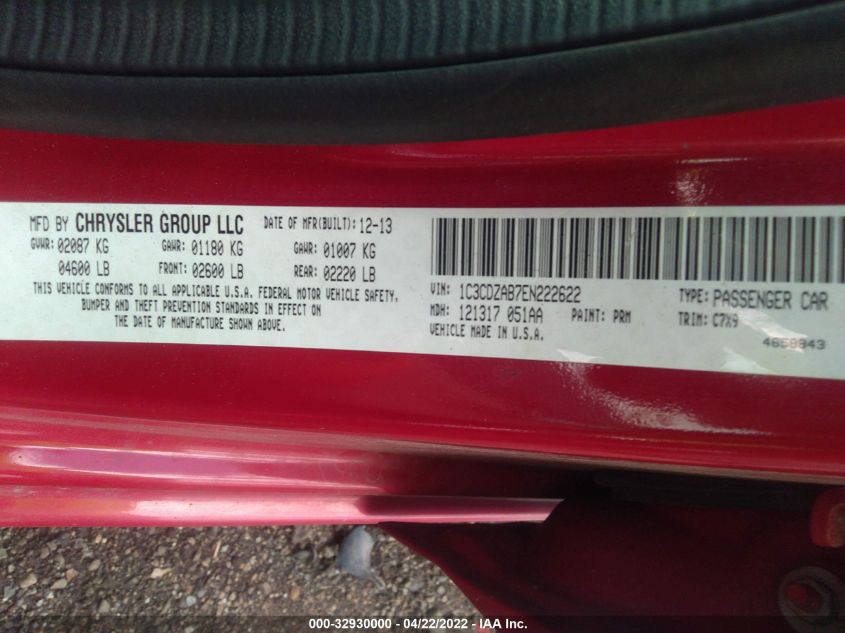 MFD BY CHRYSLER GROUP LLC DATE OF MFR(BUILT): 12-13
GVWR: 02087 KG GAWR: 01180 KG GAWR: 01007 KG
04600 LB FRONT: 02600 LB REAR: 02220 LB
THIS VEHICLE CONFORMS TO ALL APPLICABLE U.S.A. FEDERAL MOTOR VEHICLE SAFETY,
BUMPER AND THEFT PREVENTION STANDARDS IN EFFECT ON
THE DATE OF MANUFACTURE SHOWN ABOVE.
VIN: 1C3CDZAB7EN222622 TYPE: PASSENGER CAR
MDH: 121317 051AA PAINT: PRM TRIM: C7X9
VEHICLE MADE IN U.S.A. 4658843
000-32930000 - 04/22/2022 - IAA Inc.